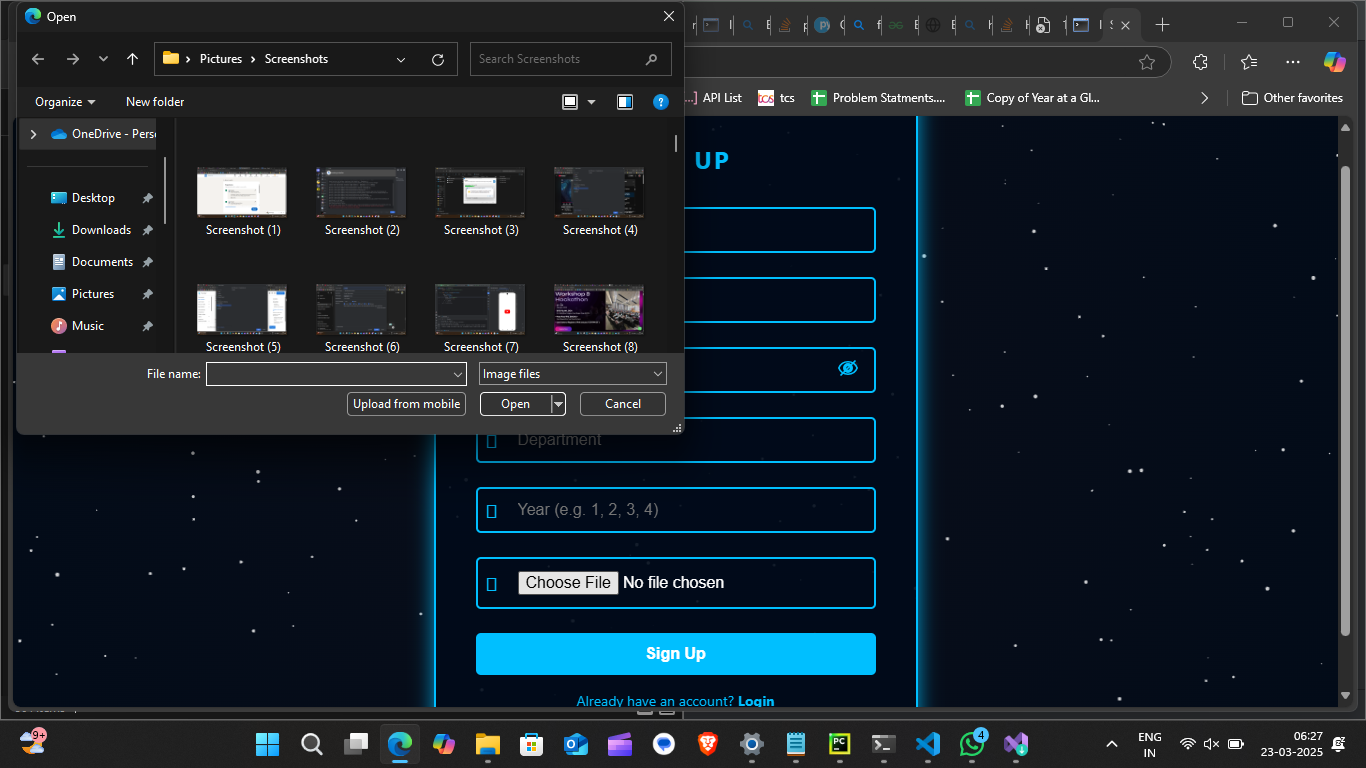 Open
Pictures
Screenshots
Search Screenshots
Organize
New folder
API List
tcs
Problem Statments....
Copy of Year at a Gl...
Other favorites
OneDrive - Pers
Desktop
Downloads
Documents
Pictures
Music
Screenshot (1)
Screenshot (2)
Screenshot (3)
Screenshot (4)
Workshop &
Hackathon
Screenshot (5)
Screenshot (6)
Screenshot (7)
Screenshot (8)
File name:
Image files
Upload from mobile
Open
Cancel
UP
Department
Year (e.g. 1, 2, 3, 4)
Choose File No file chosen
Sign Up
Already have an account? Login
9+
4
ENG
IN
06:27
23-03-2025